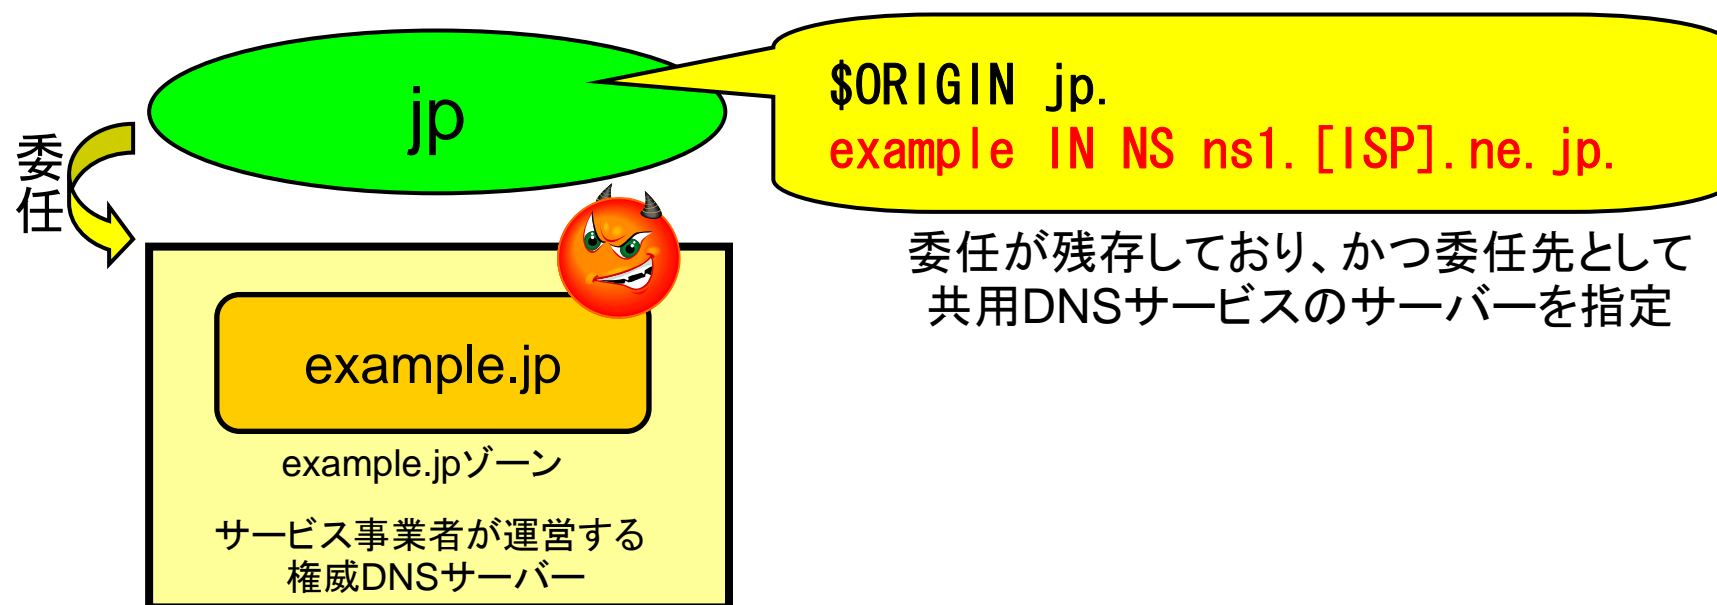 jp
$ORIGIN jp.
example IN NS ns1.[ISP].ne.jp.
委任
委任が残存しており、かつ委任先として
共用DNSサービスのサーバーを指定
example.jp
example.jpゾーン
サービス事業者が運営する
権威DNSサーバー